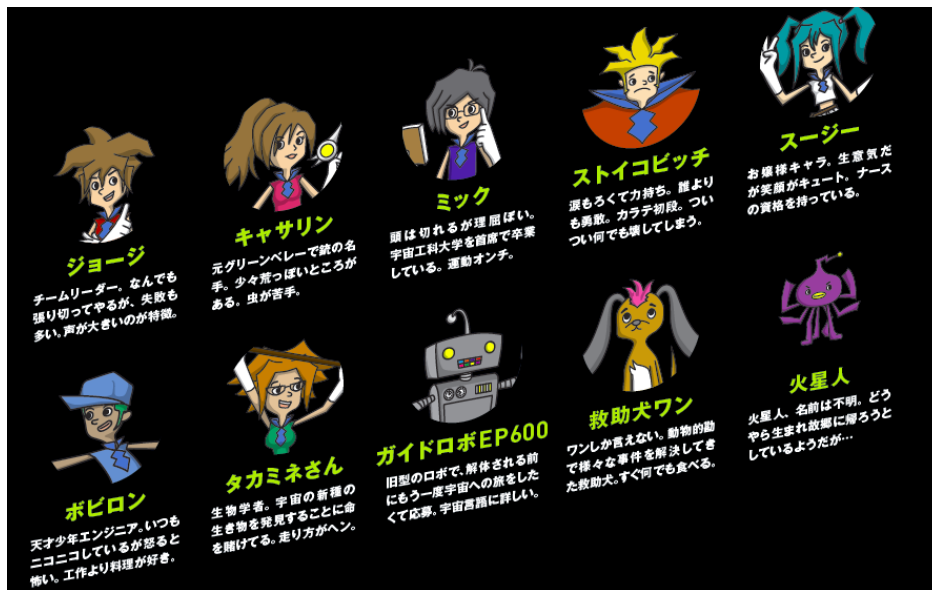 ジョージ
チームリーダー。なんでも
張り切ってやるが、失敗も
多い。声が大きいのが特徴。
キャサリン
元グリーンベレーで銃の名
手。少々荒っぽいところが
ある。虫が苦手。
ミック
頭は切れるが理屈ぽい。
宇宙工科大学を首席で卒業
している。運動オンチ。
ストイコビッチ
涙もろくて力持ち。誰より
も勇敢。カラテ初段。つい
つい何でも壊してしまう。
スージー
お嬢様キャラ。生意気だ
が笑顔がキュート。ナース
の資格を持っている。
ボビロン
天才少年エンジニア。いつも
ニコニコしているが怒ると
怖い。工作より料理が好き。
タカミネさん
生物学者。宇宙の新種の
生き物を発見することに命
を賭けてる。走り方がヘン。
ガイドロボEP600
旧型のロボで、解体される前
にもう一度宇宙への旅をした
くて応募。宇宙言語に詳しい。
救助犬ワン
ワンしか言えない。動物的勘
で様々な事件を解決してき
た救助犬。すぐ何でも食べる。
火星人
火星人、名前は不明。どう
やら生まれ故郷に帰ろうと
しているようだが…